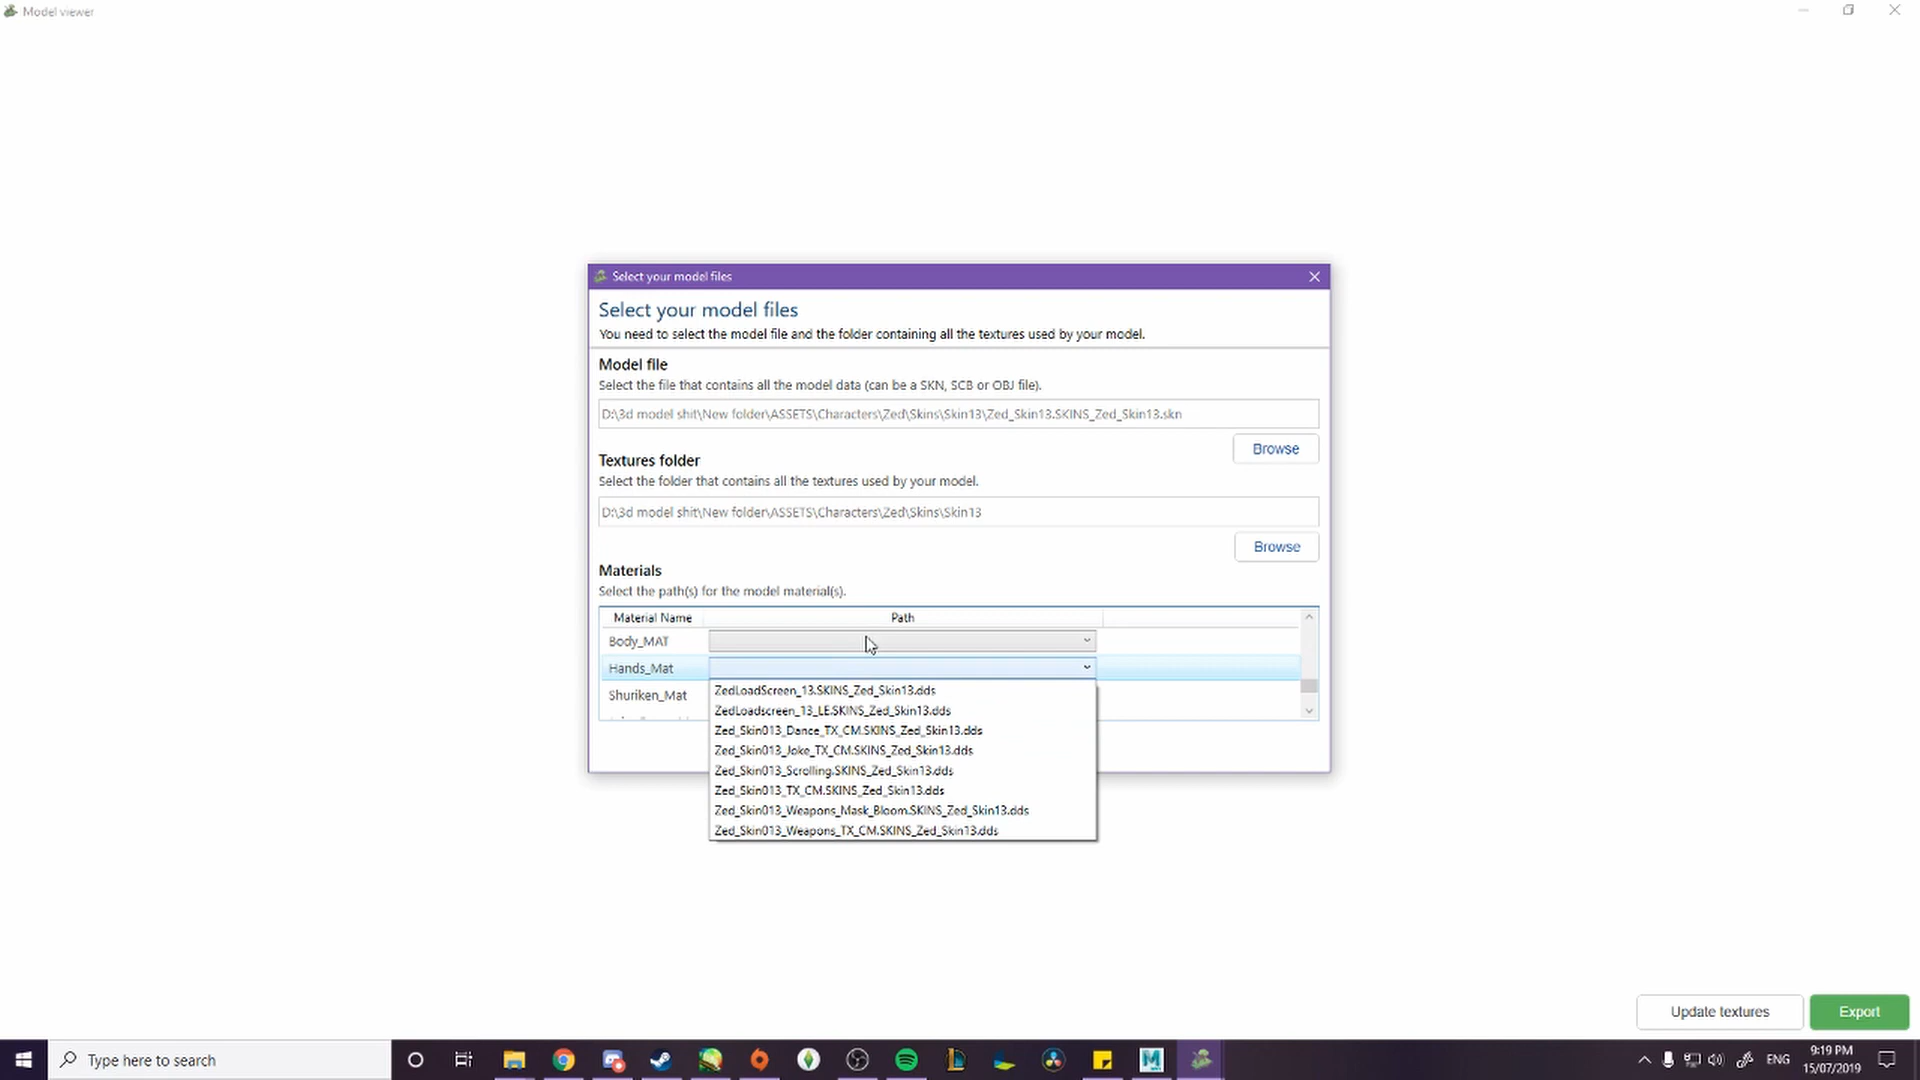 Model viewer
Select your model files
Select your model files
You need to select the model file and the folder containing all the textures used by your model.
Model file
Select the file that contains all the model data (can be a SKN, SCB or OBJ file).
D:\3d model shit\New folder\ASSETS\Characters\Zed\Skins\Skin13\Zed_Skin13.SKINS_Zed_Skin13.skn
Browse
Textures folder
Select the folder that contains all the textures used by your model.
D:\3d model shit\New folder\ASSETS\Characters\Zed\Skins\Skin13
Browse
Materials
Select the path(s) for the model material(s).
Material Name Path
Body_MAT
Hands_Mat
Shuriken_Mat
ZedLoadScreen_13.SKINS_Zed_Skin13.dds
ZedLoadscreen_13_LE.SKINS_Zed_Skin13.dds
Zed_Skin013_Dance_TX_CM.SKINS_Zed_Skin13.dds
Zed_Skin013_Joke_TX_CM.SKINS_Zed_Skin13.dds
Zed_Skin013_Scrolling.SKINS_Zed_Skin13.dds
Zed_Skin013_TX_CM.SKINS_Zed_Skin13.dds
Zed_Skin013_Weapons_Mask_Bloom.SKINS_Zed_Skin13.dds
Zed_Skin013_Weapons_TX_CM.SKINS_Zed_Skin13.dds
Update textures
Export
Type here to search
ENG
9:19 PM
15/07/2019